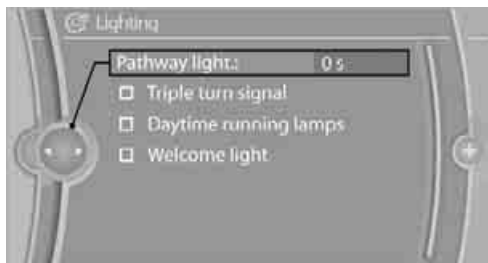 Lighting
Pathway light.: 0 s
Triple turn signal
Daytime running lamps
Welcome light